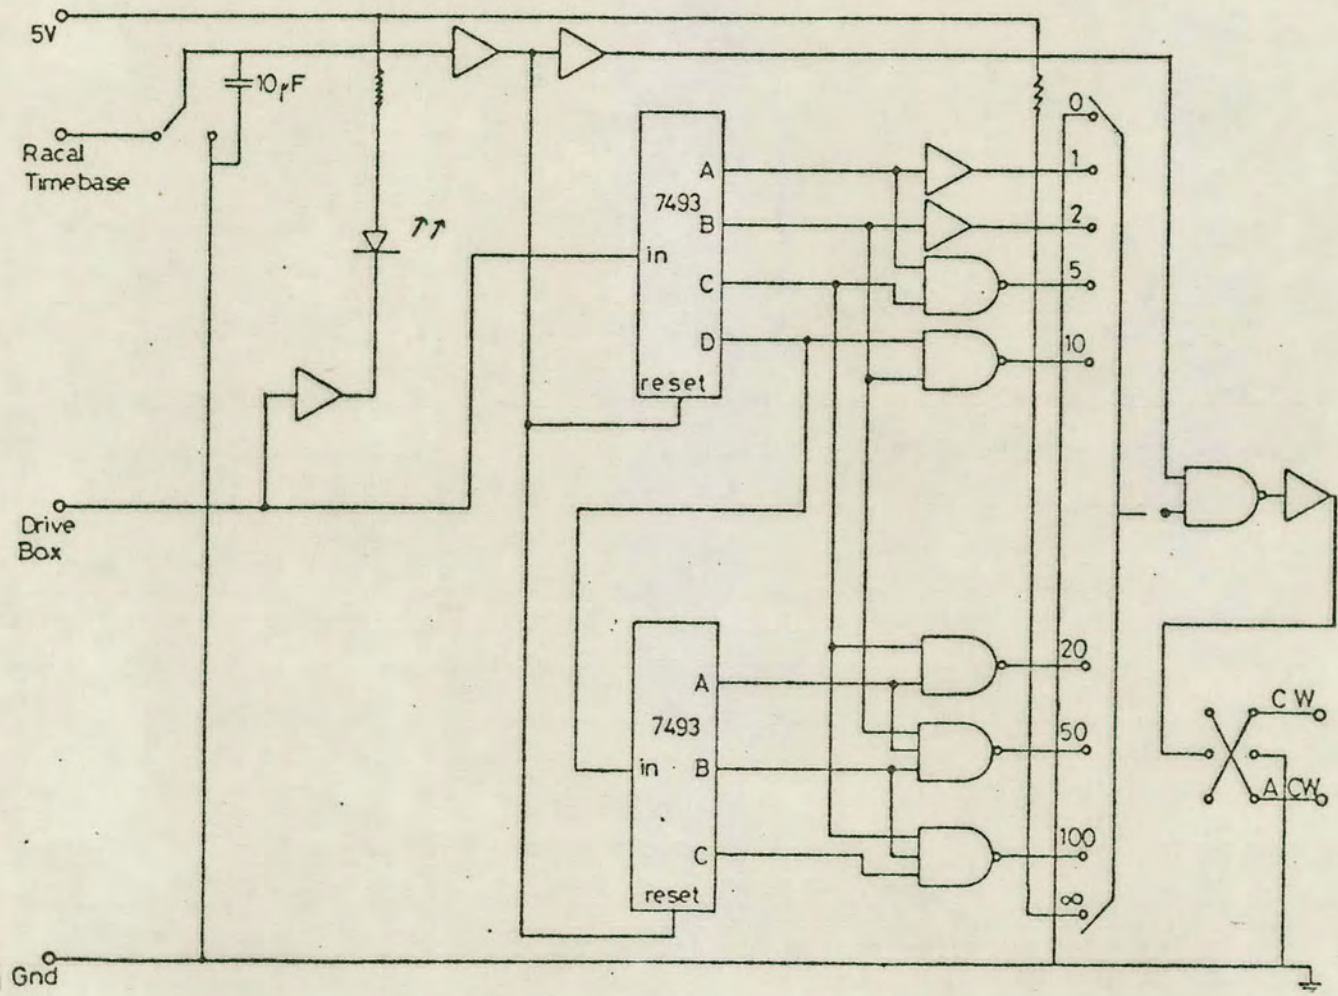 5V
10μF
Racal
Timebase
Drive
Box
Gnd
A
7493
B
in
C
D
reset
A
7493
in
B
C
reset
0
1
2
5
10
20
50
100
∞
CW
ACW